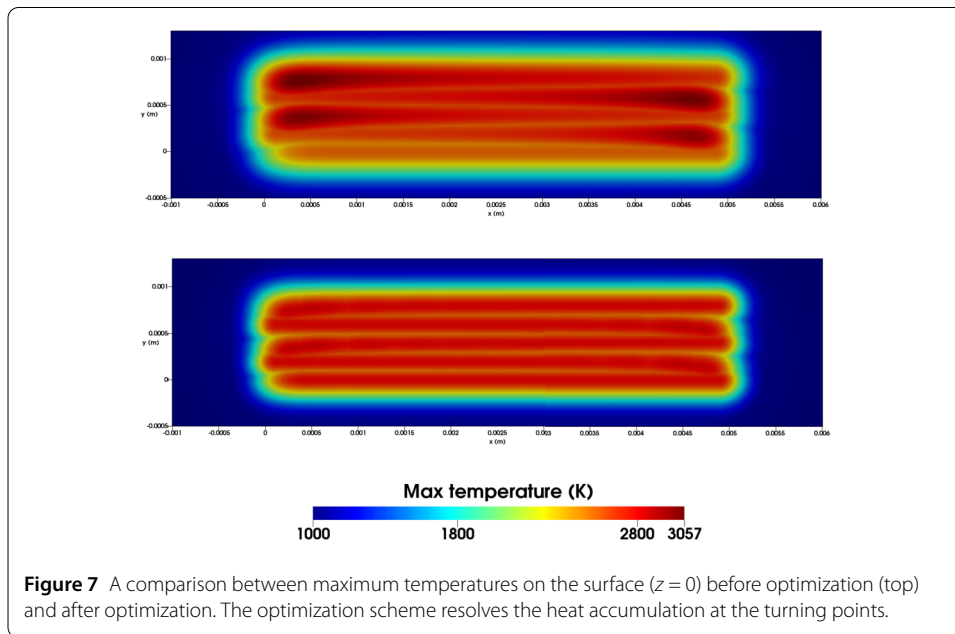 0.001
0.0005
y (m)
0
-0.0005
-0.001 -0.0005 0 0.0005 0.001 0.0015 0.002 0.0025 0.003 0.0035 0.004 0.0045 0.005 0.0055 0.006
x (m)
0.001
0.0005
y (m)
0
-0.0005
-0.001 -0.0005 0 0.0005 0.001 0.0015 0.002 0.0025 0.003 0.0035 0.004 0.0045 0.005 0.0055 0.006
x (m)
Max temperature (K)
1000 1800 2800 3057
Figure 7 A comparison between maximum temperatures on the surface (z = 0) before optimization (top)
and after optimization. The optimization scheme resolves the heat accumulation at the turning points.